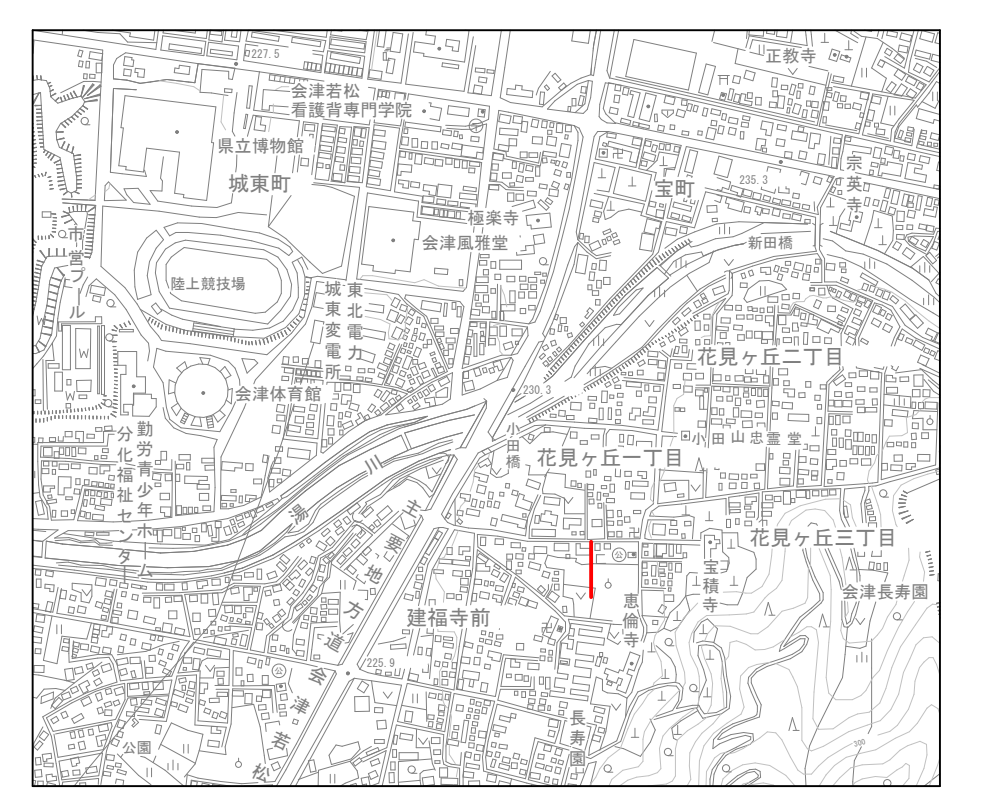 227.5
正教寺
会津若松
看護背専門学院
県立博物館
城東町
宗英寺
宝町
235.3
極楽寺
会津風雅堂
新田橋
市営プール
陸上競技場
東北電力
城東変電所
花見ヶ丘二丁目
230.3
会津体育館
小田橋
小田山忠霊堂
勤労青少年ホーム
分化福祉センター
花見ヶ丘一丁目
湯川
主要地方道会津若松
花見ヶ丘三丁目
公
宝積寺
会津長寿園
恵倫寺
建福寺前
225.9
公
長寿園
公園
300